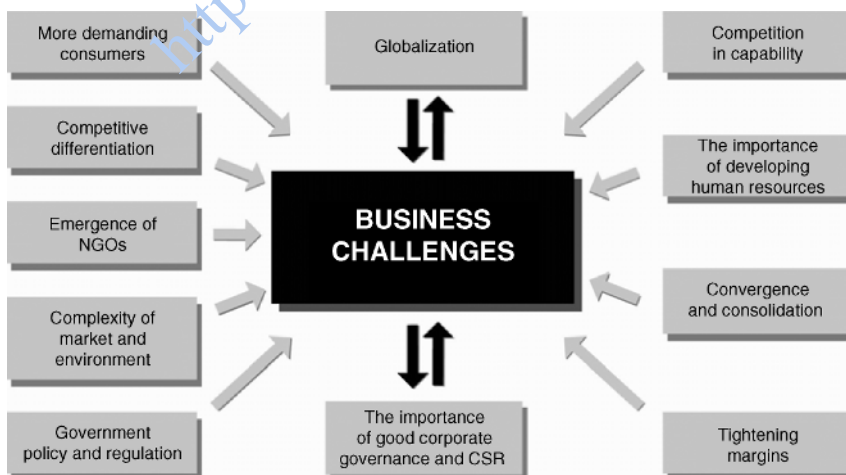 More demanding
consumers
Competitive
differentiation
Emergence of
NGOs
Complexity of
market and
environment
Government
policy and regulation
Globalization
BUSINESS
CHALLENGES
The importance
of good corporate
governance and CSR
Competition
in capability
The importance
of developing
human resources
Convergence
and consolidation
Tightening
margins
http